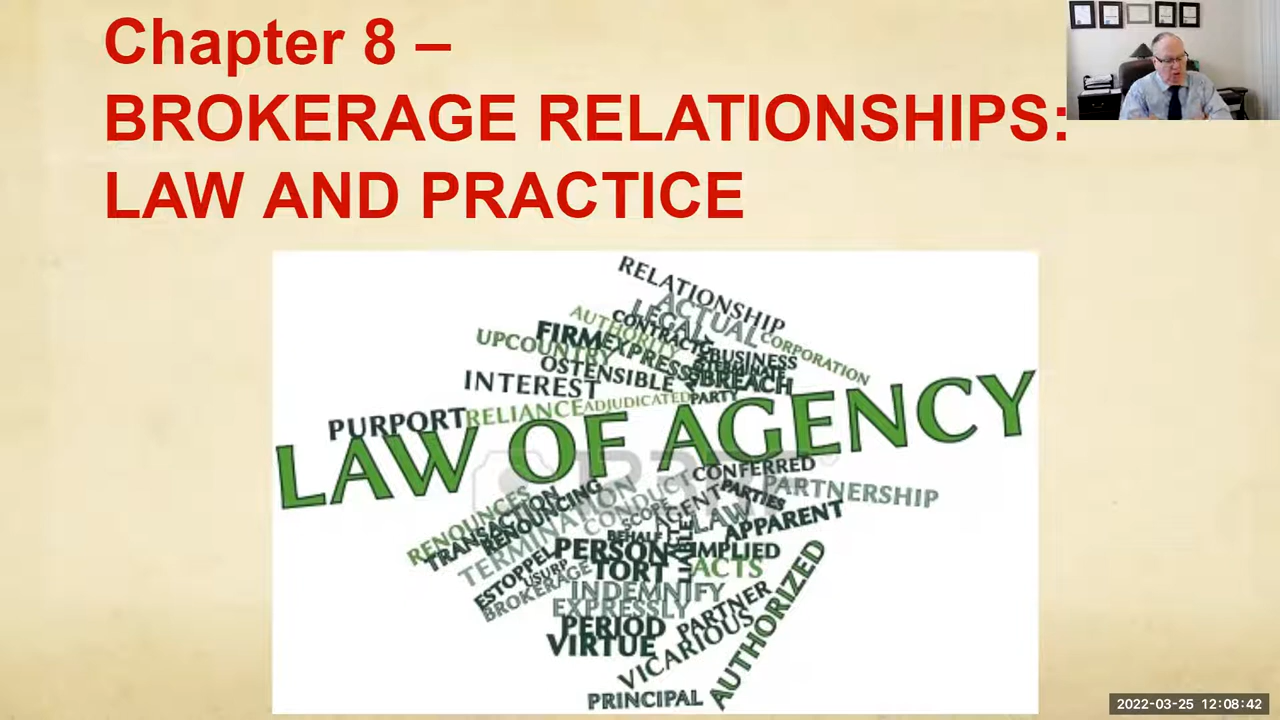 Chapter 8 –
BROKERAGE RELATIONSHIPS:
LAW AND PRACTICE
RELATIONSHIP
ACTUAL
LEGAL
AUTHORITY
CONTRACT
CORPORATION
FIRM
EXPRESS
BUSINESS
UPCOUNTRY
TERMINATE
OSTENSIBLE
BREACH
INTEREST
PARTY
ADJUDICATED
PURPORT
RELIANCE
LAW OF AGENCY
CONFERRED
PARTIES
PARTNERSHIP
RENOUNCES
TRANSACTION
RENOUNCING
TERMINATION
CONDUCT
SCOPE
AGENT
LAW
APPARENT
BEHALF
PERSON
LIABLE
IMPLIED
ESTOPPEL
USURP
TORT
ACTS
BROKERAGE
INDEMNIFY
EXPRESSLY
PERIOD
PARTNER
VIRTUE
VICARIOUS
AUTHORIZED
PRINCIPAL
2022-03-25 12:08:42